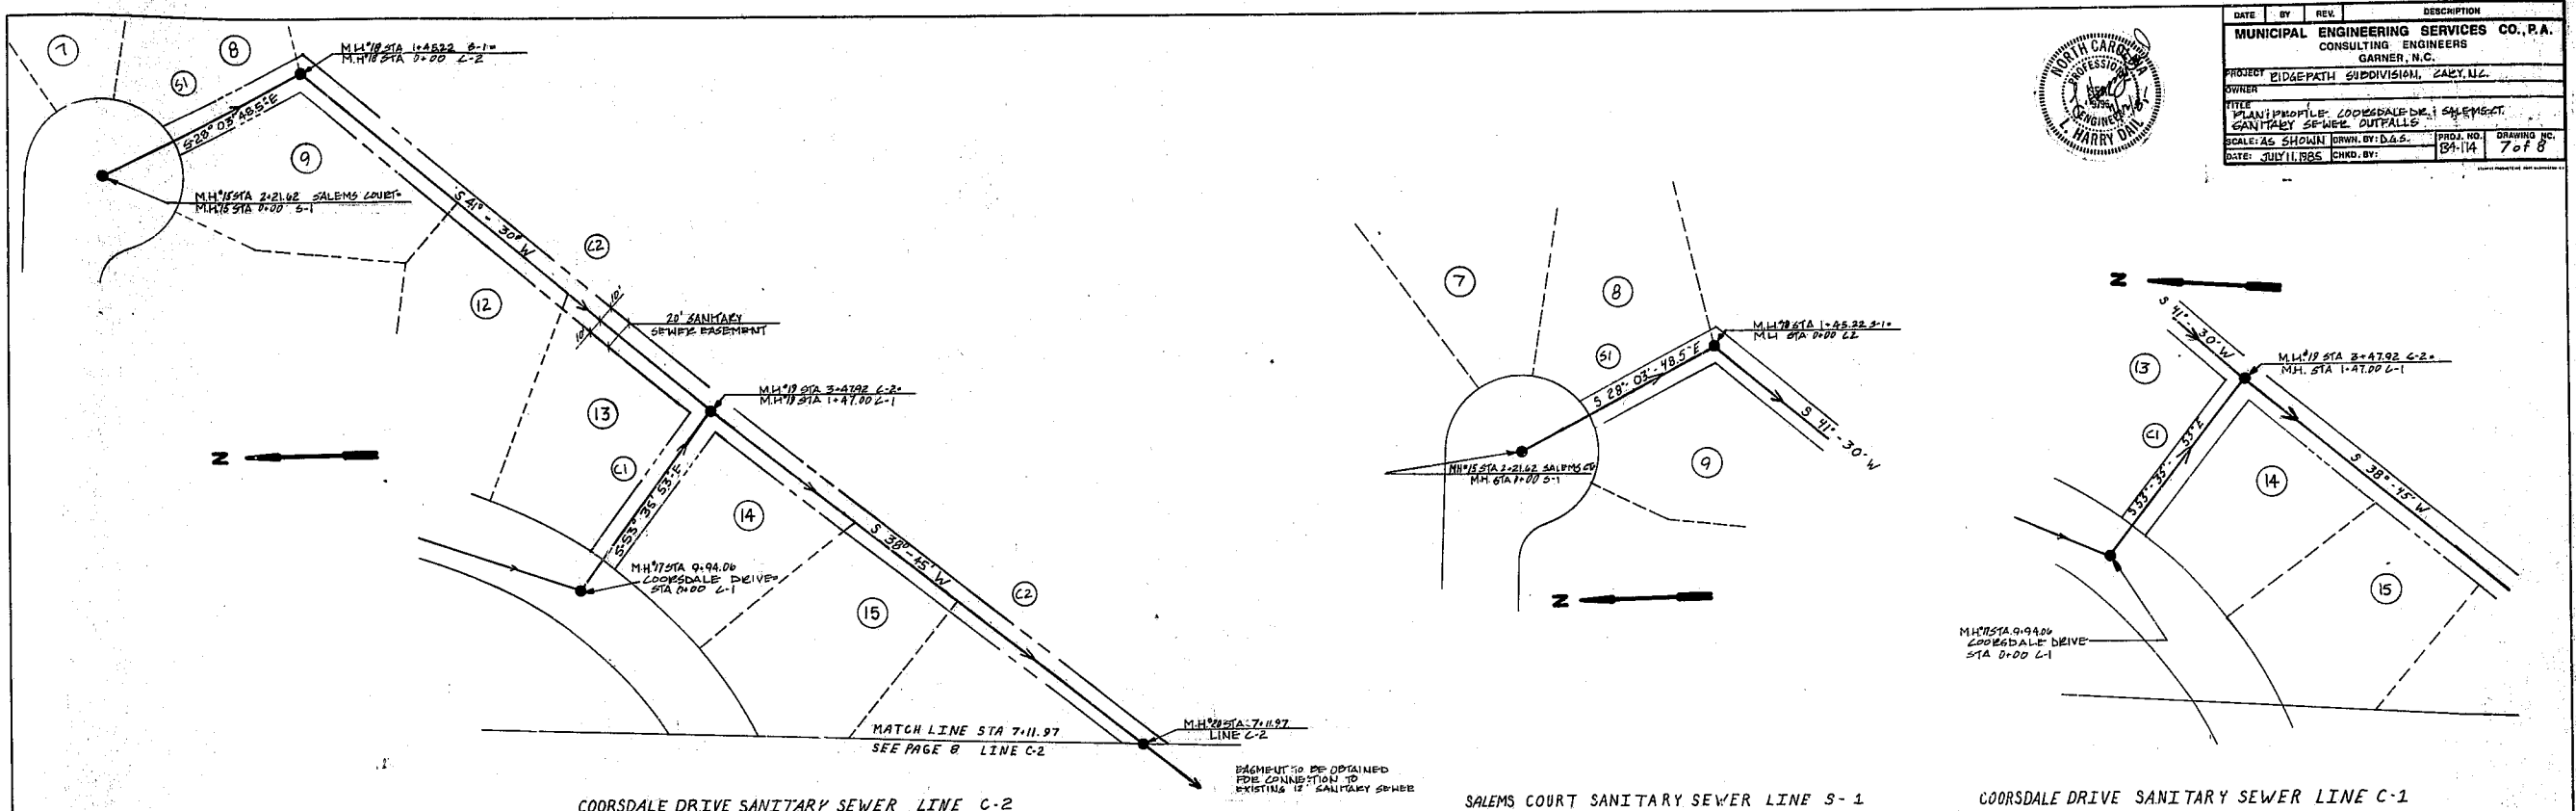 DATE BY REV. DESCRIPTION
MUNICIPAL ENGINEERING SERVICES CO., P.A.
CONSULTING ENGINEERS
GARNER, N.C.
PROJECT RIDGEPATH SUBDIVISION, CARY, N.C.
OWNER
TITLE
PLAN & PROFILE COORSDALE DR. & SALEMS CT.
SANITARY SEWER OUTFALLS
SCALE: AS SHOWN DRWN. BY: D.G.S. PROJ. NO. DRAWING NO.
DATE: JULY 11, 1985 CHKD. BY: 84-114 7 of 8
NORTH CAROLINA
PROFESSIONAL
ENGINEER
L. HARRY DAIL
7
8
S1
M.H.#18 STA 1+45.22 S-1=
M.H.#18 STA 0+00 C-2
S-28° 03' 48.5" E
9
M.H.#15 STA 2+21.62 SALEMS COURT=
M.H.#15 STA 0+00 S-1
S 41° - 30' W
C2
12
10'
10'
20' SANITARY
SEWER EASEMENT
M.H.#19 STA 3+47.92 C-2=
M.H.#19 STA 1+47.00 C-1
13
N
C1
S-53° 35' 53" E
14
M.H.#17 STA 9+94.06
COORSDALE DRIVE=
STA 0+00 C-1
S 38° - 45' W
15
C2
MATCH LINE STA 7+11.97
SEE PAGE 8 LINE C-2
M.H.#20 STA. 7+11.97
LINE C-2
EASMENT TO BE OBTAINED
FOR CONNECTION TO
EXISTING 12" SANITARY SEWER
COORSDALE DRIVE SANITARY SEWER LINE C-2
7
8
M.H.#18 STA 1+45.22 S-1=
M.H. STA 0+00 C2
S1
S 28° 03' - 48.5" E
S 41° - 30' W
9
MH#15 STA 2+21.62 SALEMS CT=
M.H. STA 0+00 S-1
N
SALEMS COURT SANITARY SEWER LINE S-1
N
S 41° - 30' W
M.H.#19 STA 3+47.92 C-2=
M.H. STA 1+47.00 C-1
13
C1
S 53° - 35' - 53" E
S 38° - 45' W
14
15
M.H.#17 STA. 9+94.06
COORSDALE DRIVE
STA 0+00 C-1
COORSDALE DRIVE SANITARY SEWER LINE C-1